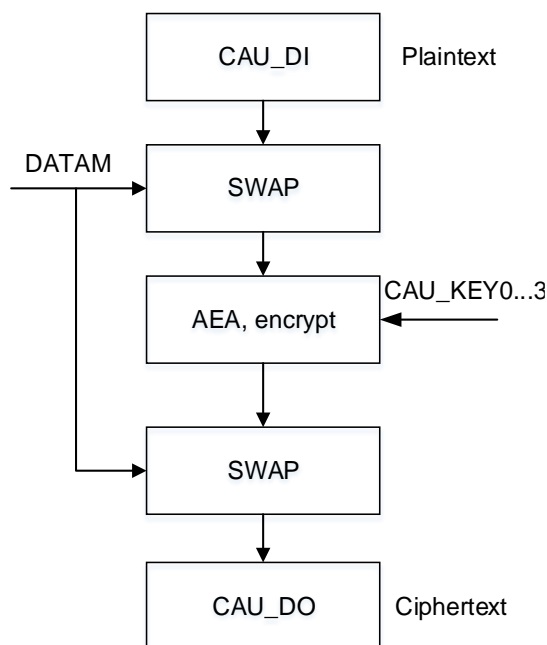 CAU_DI
Plaintext
DATAM
SWAP
CAU_KEY0...3
AEA, encrypt
SWAP
CAU_DO
Ciphertext